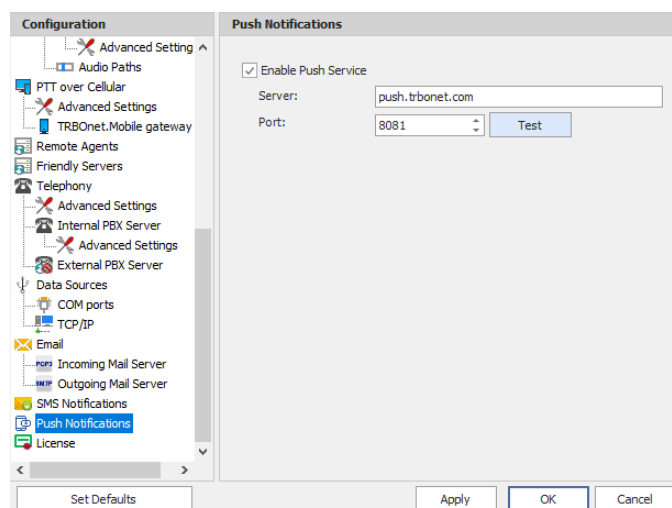 Configuration
Advanced Setting
Audio Paths
PTT over Cellular
Advanced Settings
TRBOnet.Mobile gateway
Remote Agents
Friendly Servers
Telephony
Advanced Settings
Internal PBX Server
Advanced Settings
External PBX Server
Data Sources
COM ports
TCP/IP
Email
POP3 Incoming Mail Server
SMTP Outgoing Mail Server
SMS Notifications
Push Notifications
License
Set Defaults
Push Notifications
Enable Push Service
Server: push.trbonet.com
Port: 8081 Test
Apply OK Cancel